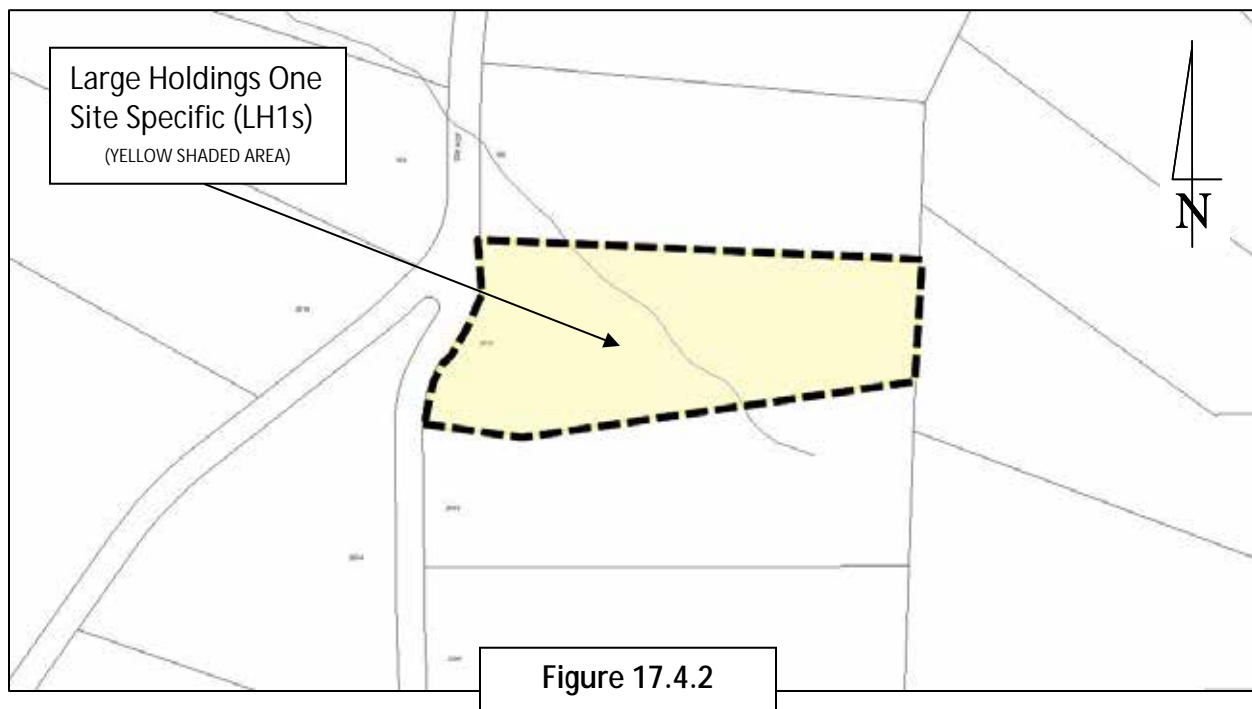 Large Holdings One
Site Specific (LH1s)
(YELLOW SHADED AREA)
N
Figure 17.4.2